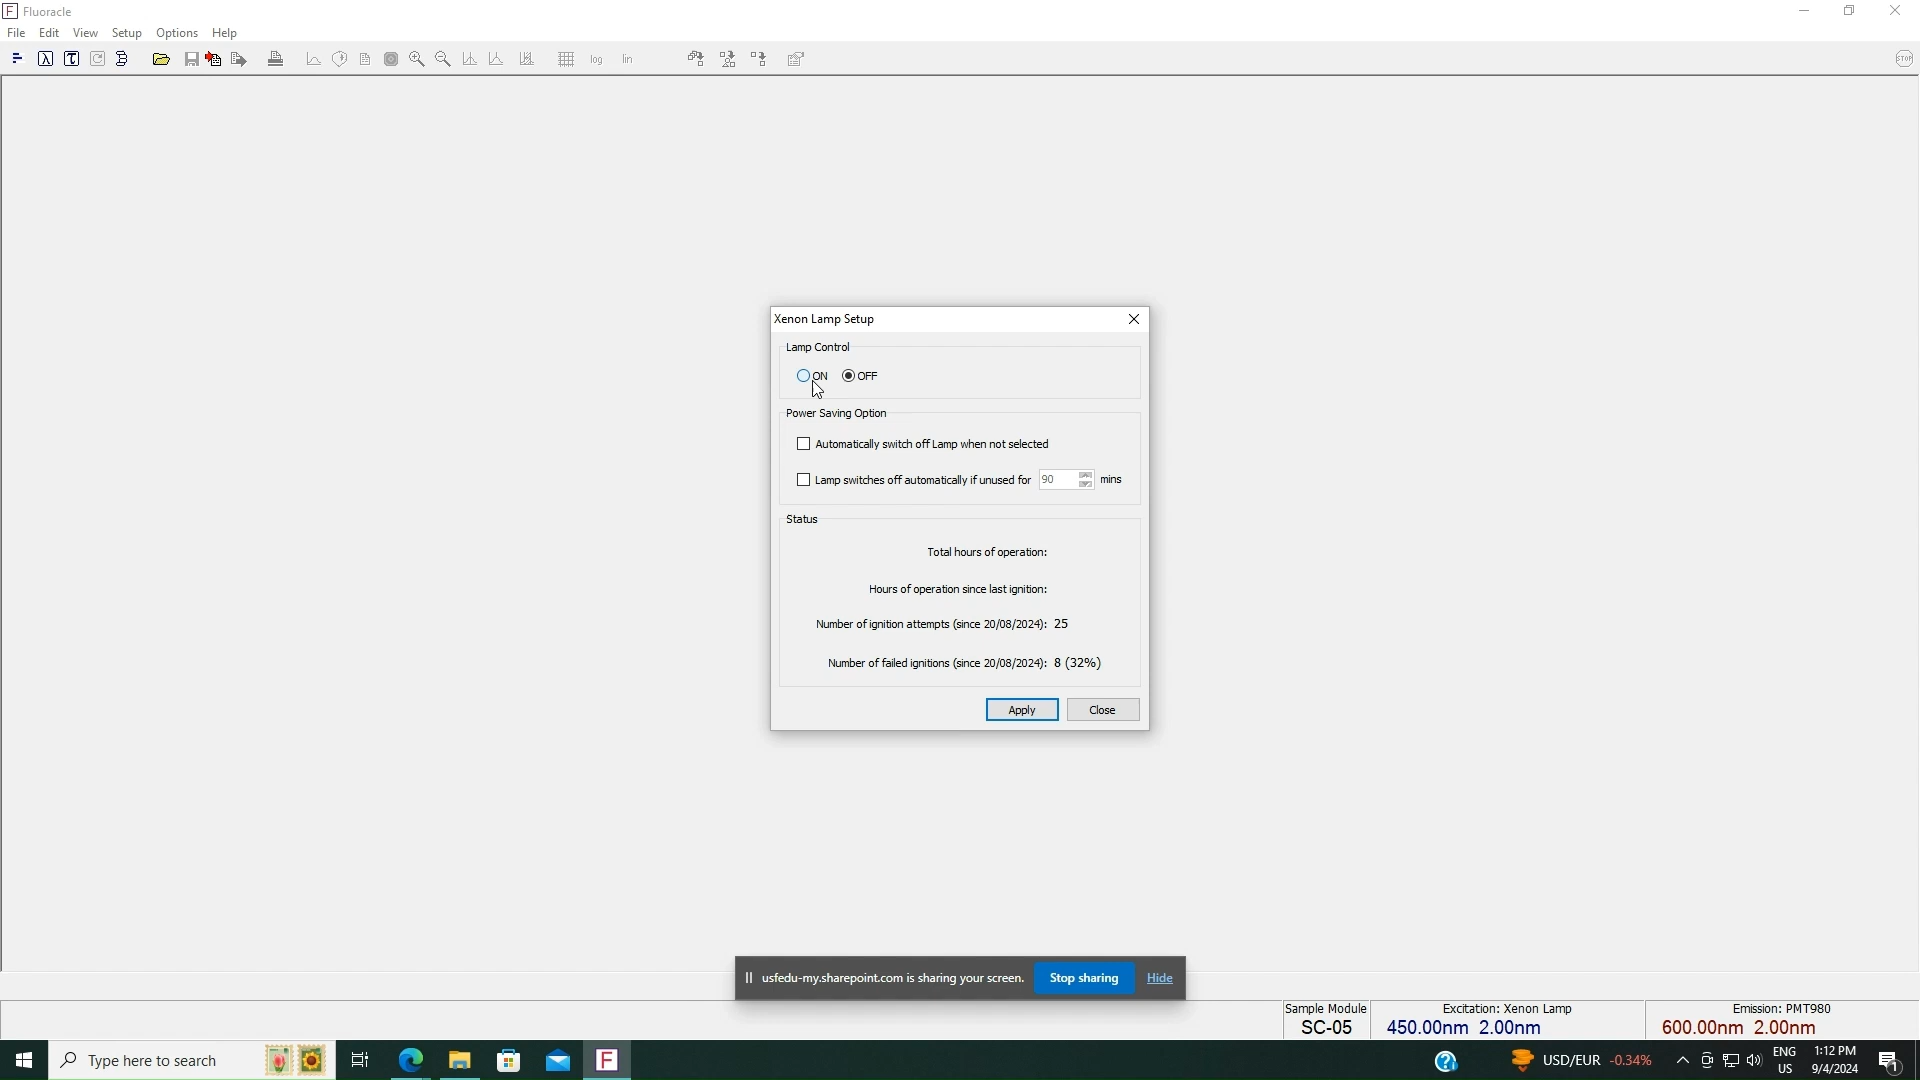 F Fluoracle
File Edit View Setup Options Help
λ τ log lin STOP
Xenon Lamp Setup
Lamp Control
ON OFF
Power Saving Option
Automatically switch off Lamp when not selected
Lamp switches off automatically if unused for 90 mins
Status
Total hours of operation:
Hours of operation since last ignition:
Number of ignition attempts (since 20/08/2024): 25
Number of failed ignitions (since 20/08/2024): 8 (32%)
Apply Close
usfedu-my.sharepoint.com is sharing your screen. Stop sharing Hide
Sample Module Excitation: Xenon Lamp Emission: PMT980
SC-05 450.00nm 2.00nm 600.00nm 2.00nm
Type here to search F USD/EUR -0.34% ENG 1:12 PM
US 9/4/2024 1